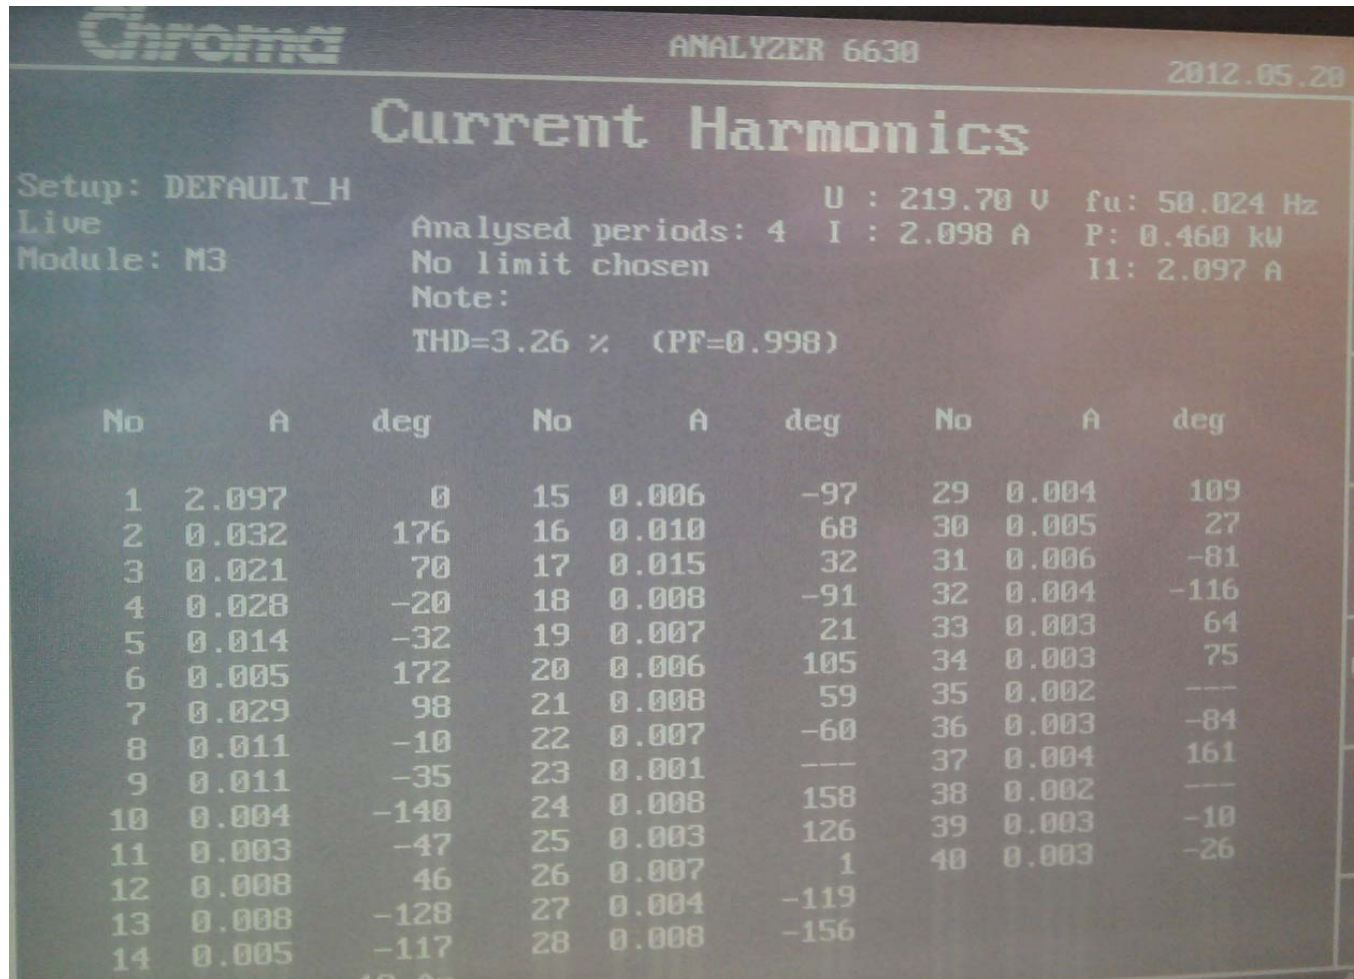 Chroma ANALYZER 6630 2012.05.20
Current Harmonics
Setup: DEFAULT_H U : 219.70 V fu: 50.024 Hz
Live Analysed periods: 4 I : 2.098 A P: 0.460 kW
Module: M3 No limit chosen I1: 2.097 A
Note:
THD=3.26 % (PF=0.998)
No A deg No A deg No A deg
1 2.097 0 15 0.006 -97 29 0.004 109
2 0.032 176 16 0.010 68 30 0.005 27
3 0.021 70 17 0.015 32 31 0.006 -81
4 0.028 -20 18 0.008 -91 32 0.004 -116
5 0.014 -32 19 0.007 21 33 0.003 64
6 0.005 172 20 0.006 105 34 0.003 75
7 0.029 98 21 0.008 59 35 0.002 ---
8 0.011 -10 22 0.007 -60 36 0.003 -84
9 0.011 -35 23 0.001 --- 37 0.004 161
10 0.004 -140 24 0.008 158 38 0.002 ---
11 0.003 -47 25 0.003 126 39 0.003 -10
12 0.008 46 26 0.007 1 40 0.003 -26
13 0.008 -128 27 0.004 -119
14 0.005 -117 28 0.008 -156